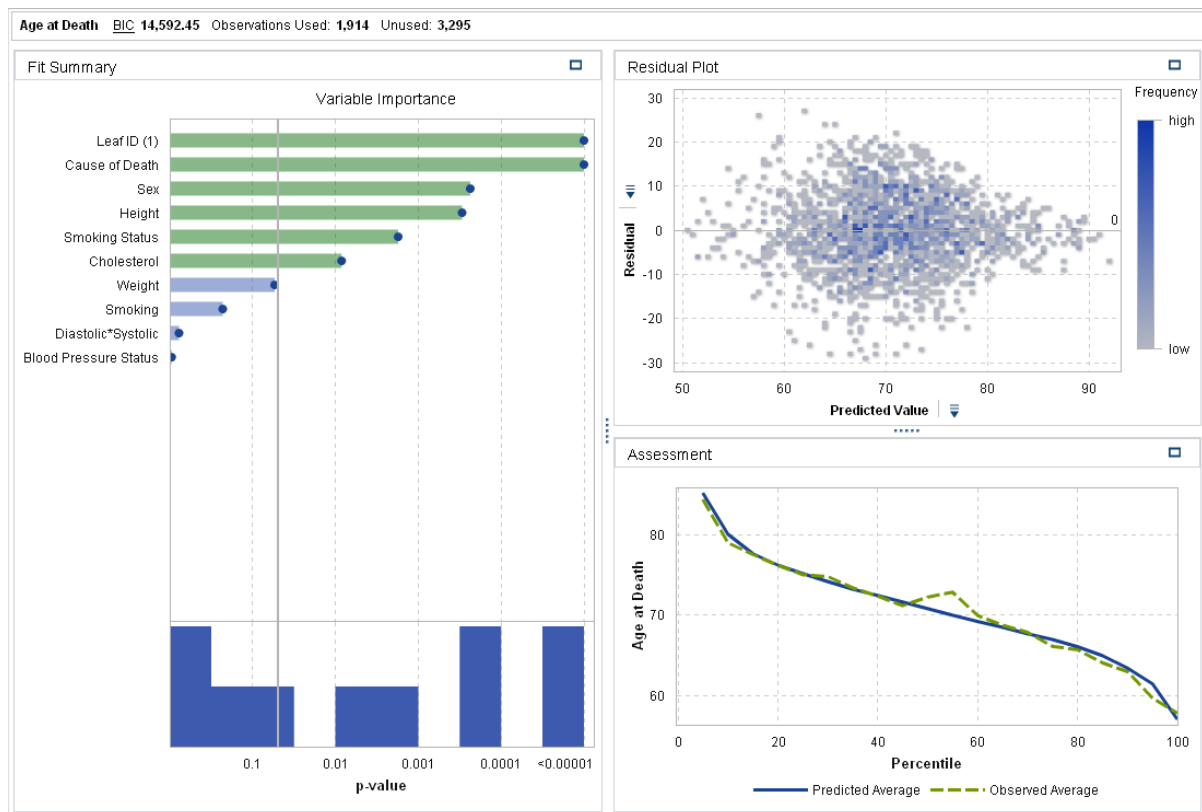 Age at Death BIC 14,592.45 Observations Used: 1,914 Unused: 3,295
Fit Summary
Variable Importance
Leaf ID (1)
Cause of Death
Sex
Height
Smoking Status
Cholesterol
Weight
Smoking
Diastolic*Systolic
Blood Pressure Status
0.1 0.01 0.001 0.0001 <0.00001
p-value
Residual Plot
Frequency
high
low
30
20
10
0
-10
-20
-30
0
Residual
50 60 70 80 90
Predicted Value
Assessment
Age at Death
80
70
60
0 20 40 60 80 100
Percentile
Predicted Average Observed Average